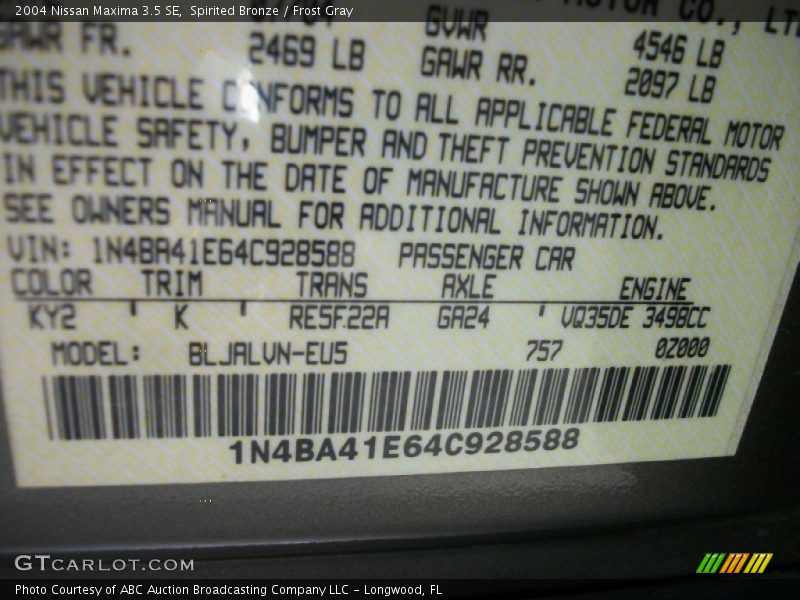 2004 Nissan Maxima 3.5 SE, Spirited Bronze / Frost Gray
MOTOR CO., LT
GAWR FR. 2469 LB GVWR 4546 LB
GAWR RR. 2097 LB
THIS VEHICLE CONFORMS TO ALL APPLICABLE FEDERAL MOTOR
VEHICLE SAFETY, BUMPER AND THEFT PREVENTION STANDARDS
IN EFFECT ON THE DATE OF MANUFACTURE SHOWN ABOVE.
SEE OWNERS MANUAL FOR ADDITIONAL INFORMATION.
VIN: 1N4BA41E64C928588 PASSENGER CAR
COLOR TRIM TRANS AXLE ENGINE
KY2 ' K ' RE5F22A GA24 ' VQ35DE 3498CC
MODEL: BLJALVN-EU5 757 0Z000
1N4BA41E64C928588
GTCARLOT.COM
Photo Courtesy of ABC Auction Broadcasting Company LLC - Longwood, FL